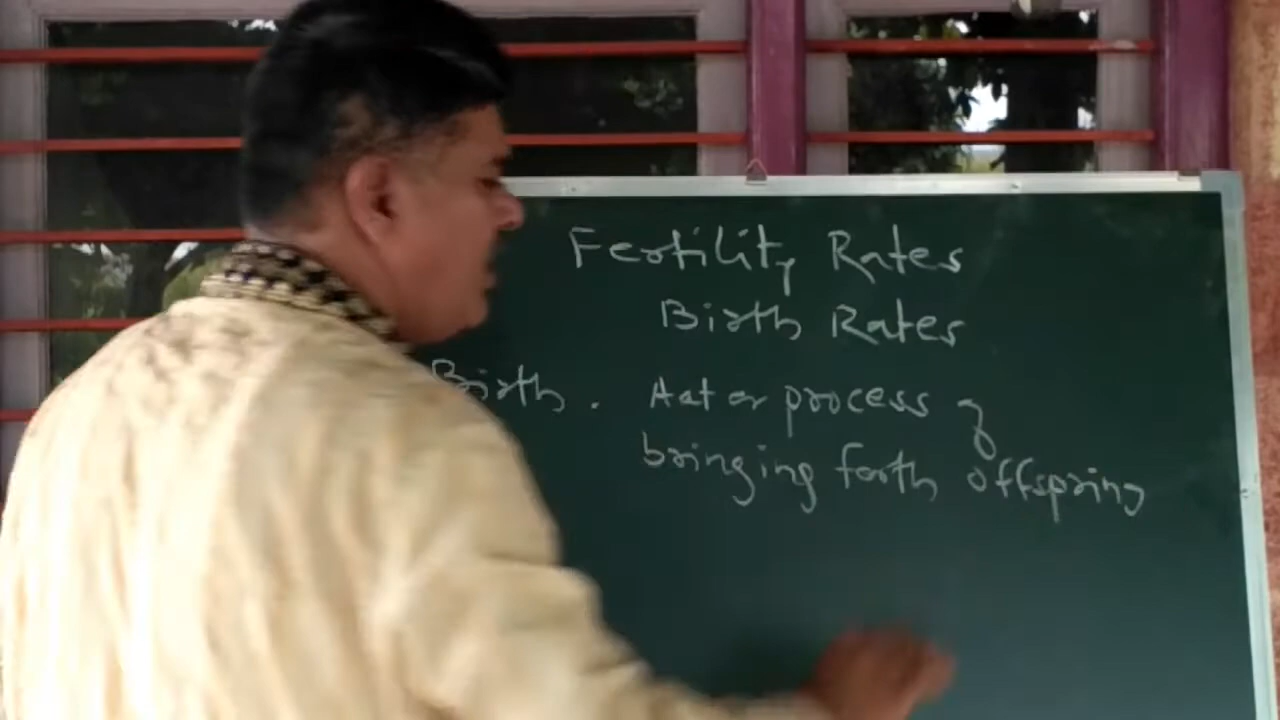 Fertility Rates
Birth Rates
Birth. Act or process of
bringing forth offspring